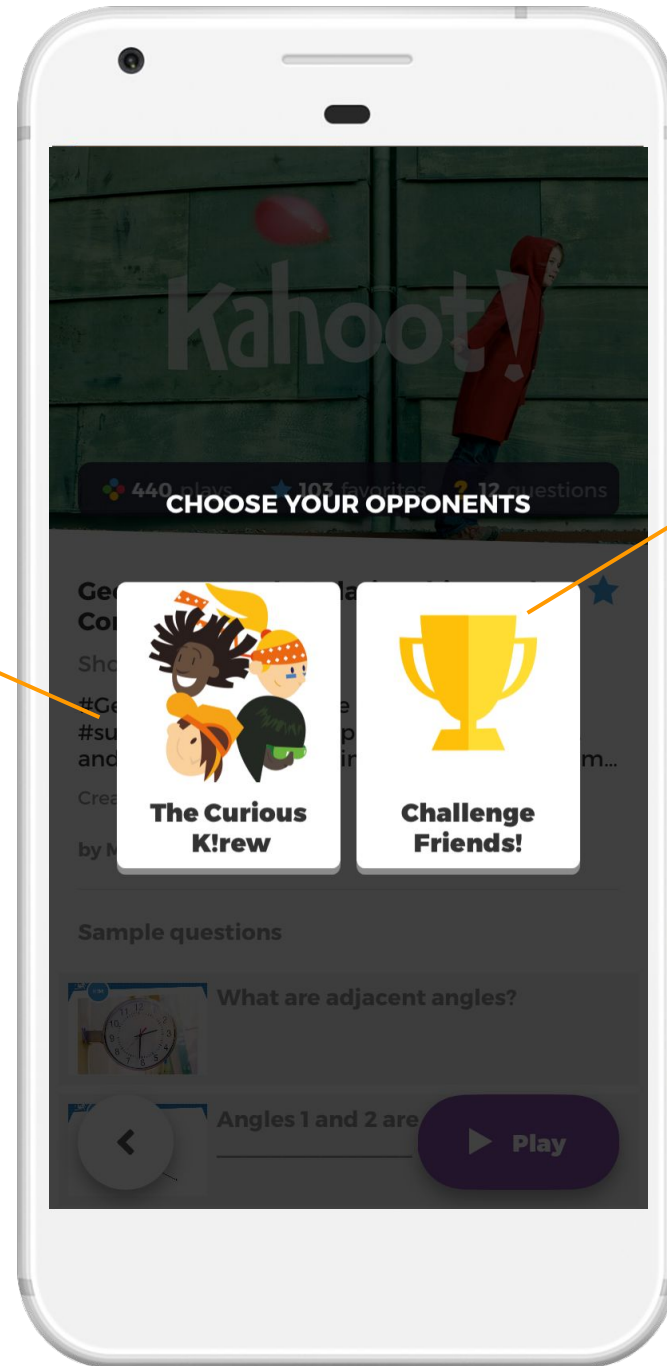 Kahoot!
440 plays 103 favorites ? 12 questions
CHOOSE YOUR OPPONENTS
The Curious
K!rew
Challenge
Friends!
Sample questions
What are adjacent angles?
Angles 1 and 2 are
Play